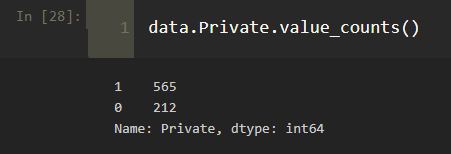 In [28]:
1 data.Private.value_counts()
1 565
0 212
Name: Private, dtype: int64